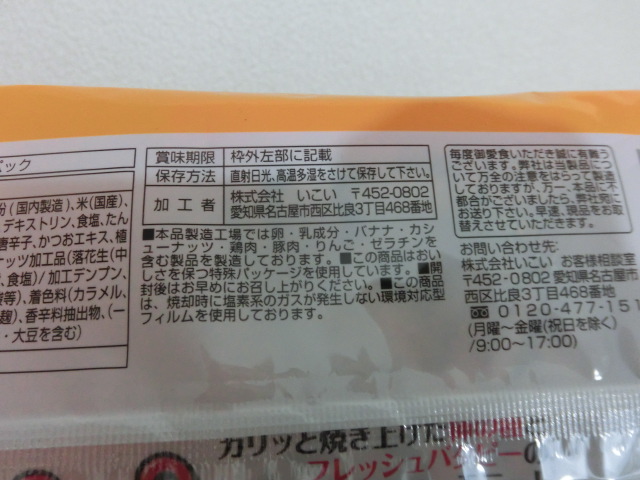 パック
分(国内製造)、米(国産)、
デキストリン、食塩、たん
唐辛子、かつおエキス、植
ナッツ加工品(落花生(中
、食塩)/加工デンプン、
等)、着色料(カラメル、
麹)、香辛料抽出物、(一
・大豆を含む)
賞味期限 枠外左部に記載
保存方法 直射日光、高温多湿をさけて保存して下さい。
加工者 株式会社 いこい 〒452-0802
愛知県名古屋市西区比良3丁目468番地
■本品製造工場では卵・乳成分・バナナ・カシ
ューナッツ・鶏肉・豚肉・りんご・ゼラチンを
含む製品を製造しております。■この商品はおい
しさを保つ特殊パッケージを使用しています。■開
封後はお早めにお召し上がりください。■この商品
は、焼却時に塩素系のガスが発生しない環境対応型
フィルムを使用しております。
毎度御愛食いただき誠に有難う
ございます。弊社は当製品につ
いて万全の注意をはらって製造
しておりますが、万一、本品に不
都合がございましたら、弊社宛に
お送り下さい。早速、現品をお取
替えさせていただきます。
お問い合わせ先:
株式会社いこい お客様相談室
〒452-0802 愛知県名古屋市
西区比良3丁目468番地
☎ 0120-477-151
(月曜~金曜(祝日を除く)
/9:00~17:00)
カリッと焼き上げた柿の種と
フレッシュバタピーの